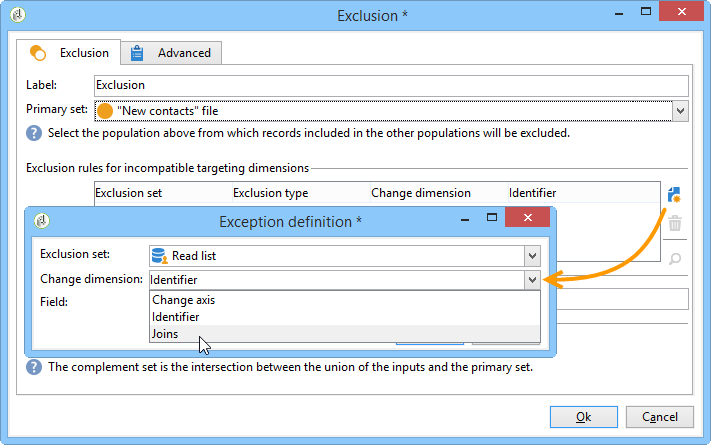 Exclusion *
Exclusion
Advanced
Label:
Exclusion
Primary set:
"New contacts" file
Select the population above from which records included in the other populations will be excluded.
Exclusion rules for incompatible targeting dimensions
Exclusion set Exclusion type Change dimension Identifier
Exception definition *
Exclusion set:
Read list
Change dimension:
Identifier
Field:
Change axis
Identifier
Joins
The complement set is the intersection between the union of the inputs and the primary set.
Ok
Cancel